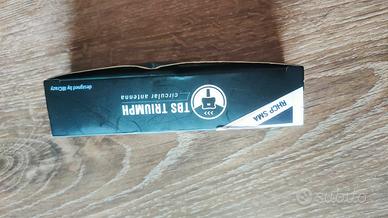 TBS TRIUMPH
circular antenna
designed by IBCrazy
RHCP SMA
subito